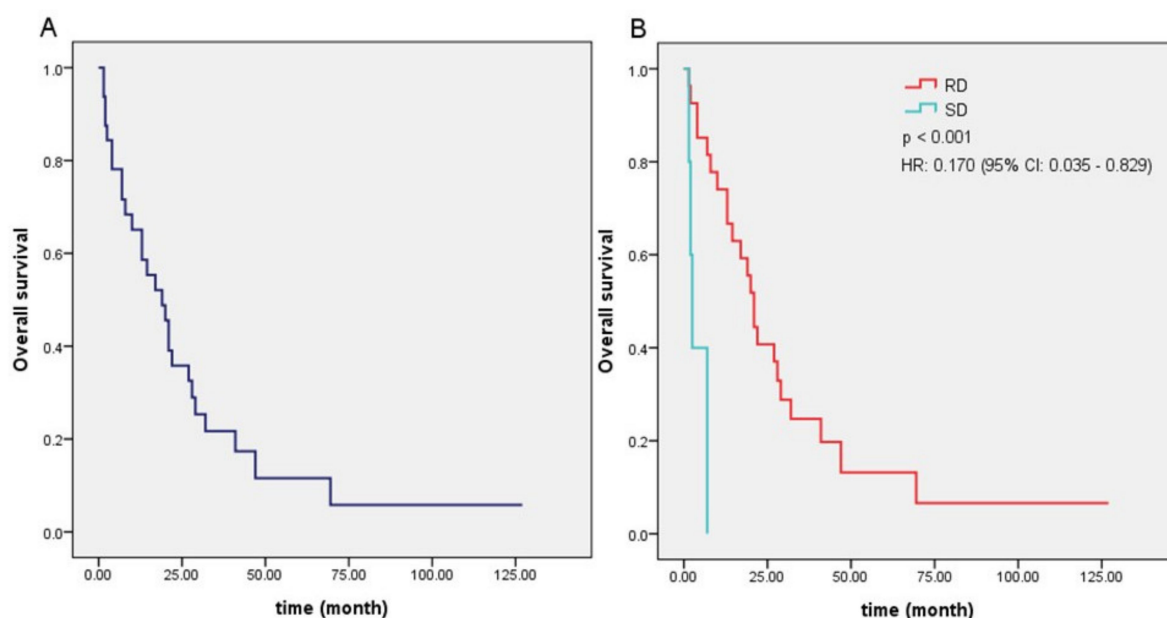 A
Overall survival
1.0
0.8
0.6
0.4
0.2
0.0
0.00 25.00 50.00 75.00 100.00 125.00
time (month)
B
Overall survival
1.0
0.8
0.6
0.4
0.2
0.0
RD
SD
p < 0.001
HR: 0.170 (95% CI: 0.035 - 0.829)
0.00 25.00 50.00 75.00 100.00 125.00
time (month)